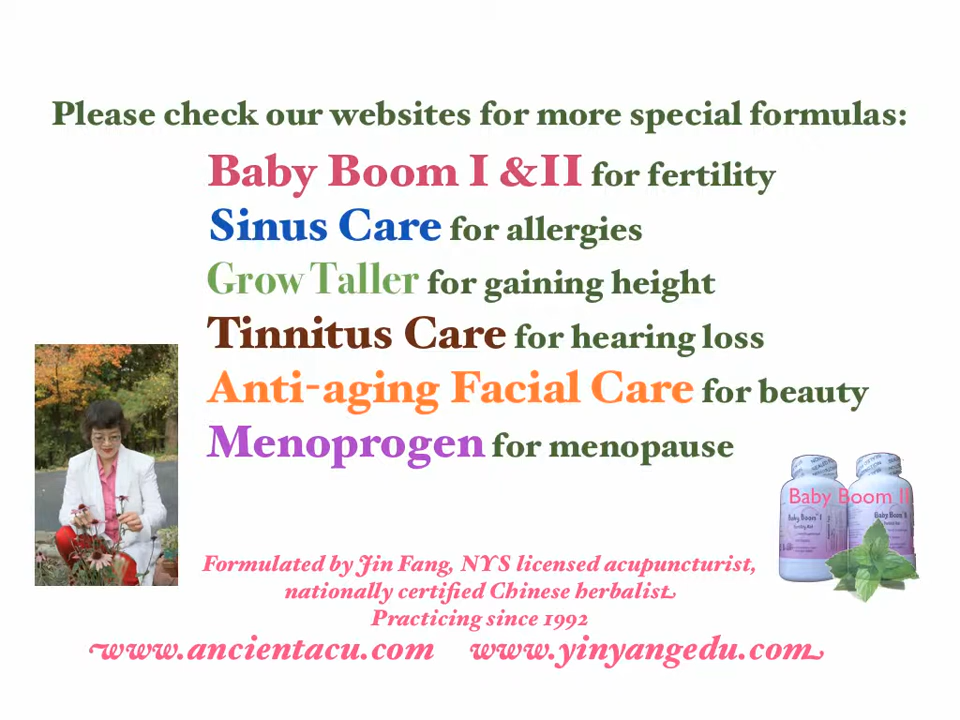 Please check our websites for more special formulas:
Baby Boom I &II for fertility
Sinus Care for allergies
Grow Taller for gaining height
Tinnitus Care for hearing loss
Anti-aging Facial Care for beauty
Menoprogen for menopause
Baby Boom II
Baby Boom I
Formulated by Jin Fang, NYS licensed acupuncturist,
nationally certified Chinese herbalist
Practicing since 1992
www.ancientacu.com www.yinyangedu.com